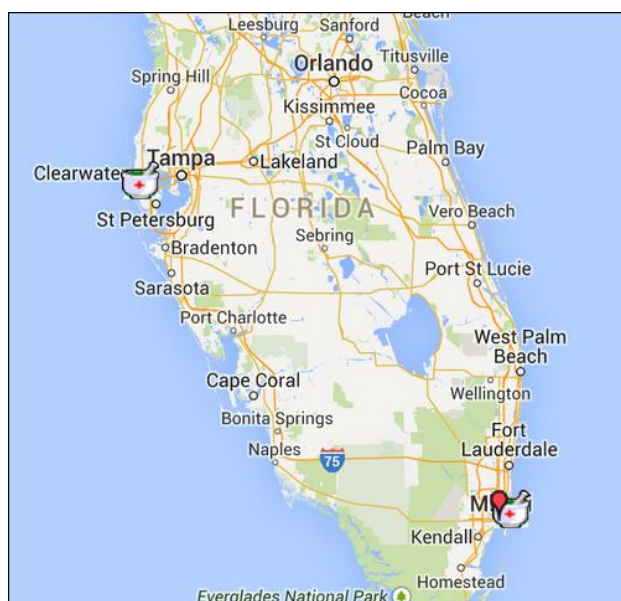 Beach
Leesburg
Sanford
Titusville
Orlando
Spring Hill
Kissimmee
Cocoa
St Cloud
Palm Bay
Clearwater
Tampa
Lakeland
St Petersburg
FLORIDA
Vero Beach
Bradenton
Sebring
Port St Lucie
Sarasota
Port Charlotte
West Palm
Beach
Cape Coral
Wellington
Bonita Springs
Fort
Lauderdale
Naples
75
Kendall
Homestead
Everglades National Park